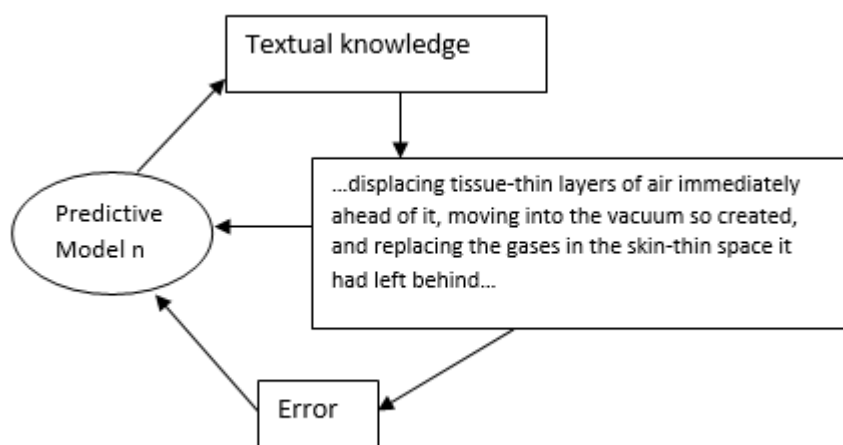 Textual knowledge
…displacing tissue-thin layers of air immediately
ahead of it, moving into the vacuum so created,
and replacing the gases in the skin-thin space it
had left behind…
Predictive
Model n
Error